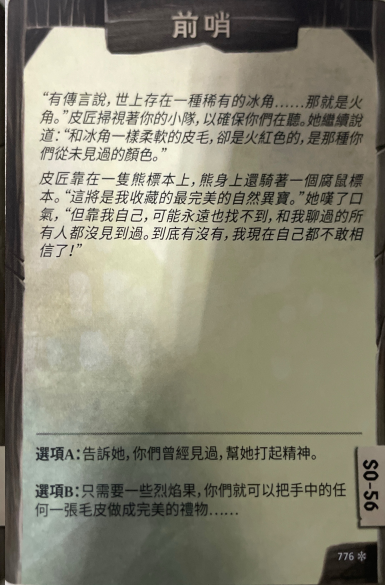 前哨
“有傳言說，世上存在一種稀有的冰角……那就是火
角。”皮匠掃視著你的小隊，以確保你們在聽。她繼續說
道：“和冰角一樣柔軟的皮毛，卻是火紅色的，是那種你
們從未見過的顏色。”
皮匠靠在一隻熊標本上，熊身上還騎著一個腐鼠標
本。“這將是我收藏的最完美的自然異寶。”她嘆了口
氣，“但靠我自己，可能永遠也找不到，和我聊過的所
有人都沒見到過。到底有沒有，我現在自己都不敢相
信了！”
選項A：告訴她，你們曾經見過，幫她打起精神。
選項B：只需要一些烈焰果，你們就可以把手中的任
何一張毛皮做成完美的禮物……
SO-56
776